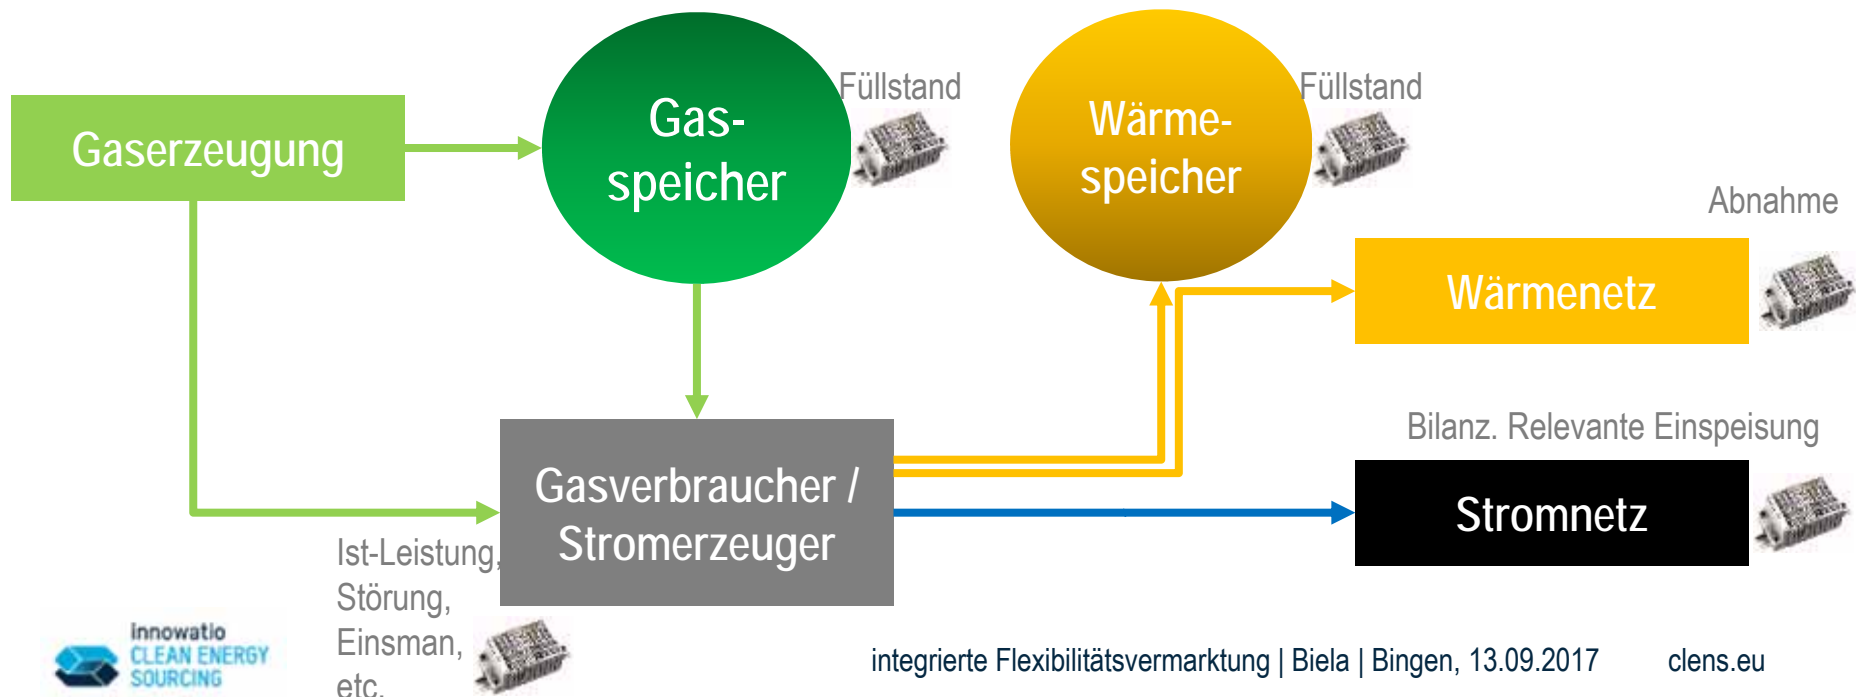 Füllstand
Füllstand
Gas-
speicher
Wärme-
speicher
Gaserzeugung
Abnahme
Wärmenetz
Bilanz. Relevante Einspeisung
Gasverbraucher /
Stromerzeuger
Stromnetz
Ist-Leistung,
Störung,
Einsman,
etc.
innowatio
CLEAN ENERGY
SOURCING
integrierte Flexibilitätsvermarktung | Biela | Bingen, 13.09.2017
clens.eu